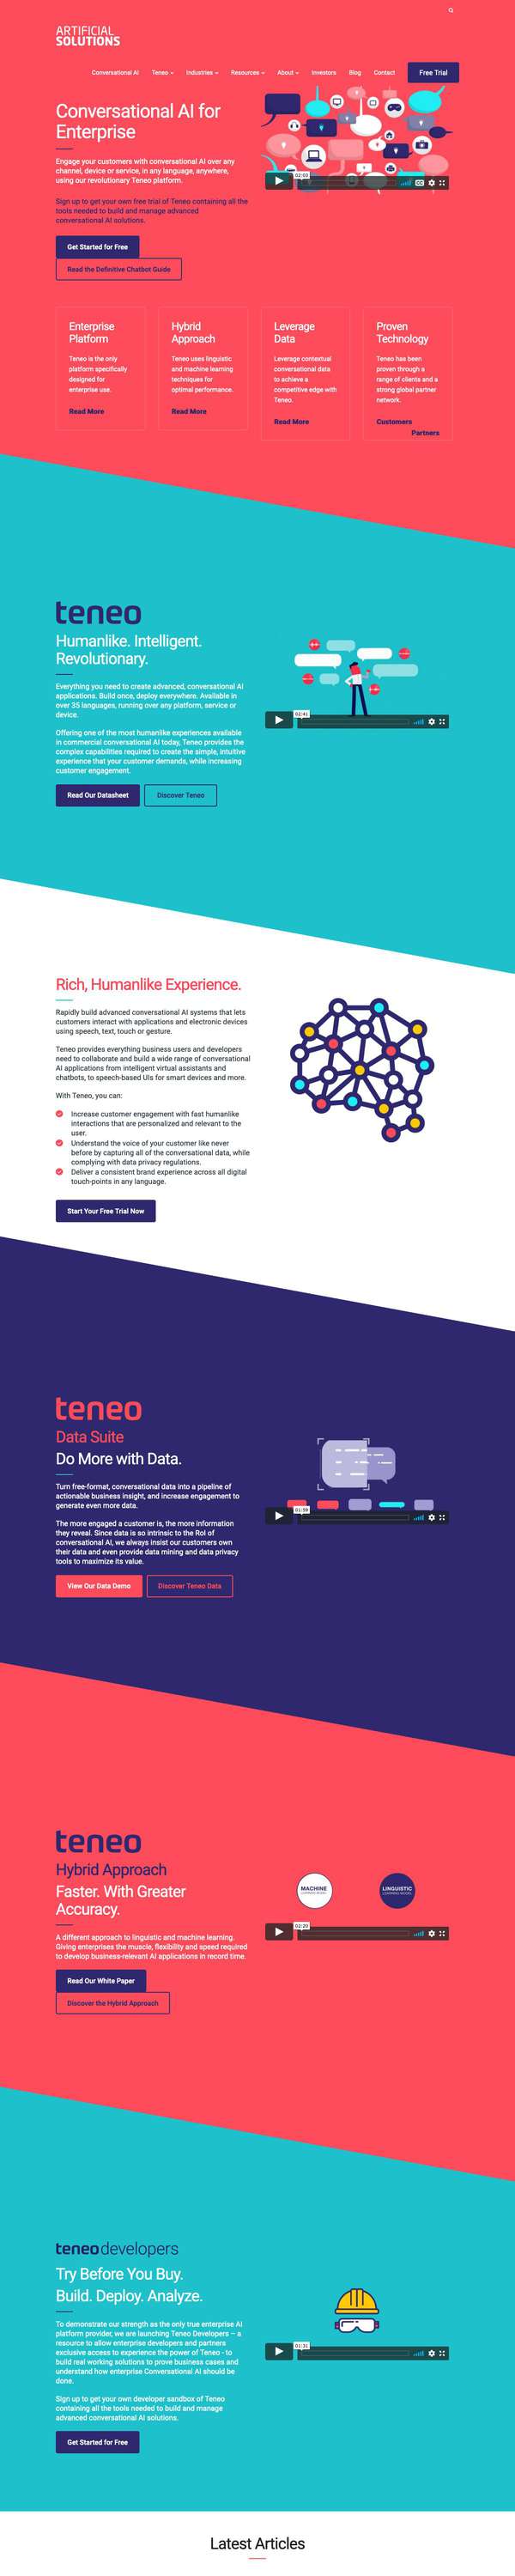 ARTIFICIAL
SOLUTIONS
Conversational AI Teneo Industries Resources About Investors Blog Contact Free Trial
Conversational AI for
Enterprise
Engage your customers with conversational AI over any
channel, device or service, in any language, anywhere,
using our revolutionary Teneo platform.
Sign up to get your own free trial of Teneo containing all the
tools needed to build and manage advanced
conversational AI solutions.
Get Started for Free
Read the Definitive Chatbot Guide
02:03
CC
Enterprise
Platform
Teneo is the only
platform specifically
designed for
enterprise use.
Read More
Hybrid
Approach
Teneo uses linguistic
and machine learning
techniques for
optimal performance.
Read More
Leverage
Data
Leverage contextual
conversational data
to achieve a
competitive edge with
Teneo.
Read More
Proven
Technology
Teneo has been
proven through a
range of clients and a
strong global partner
network.
Customers
Partners
teneo
Humanlike. Intelligent.
Revolutionary.
Everything you need to create advanced, conversational AI
applications. Build once, deploy everywhere. Available in
over 35 languages, running over any platform, service or
device.
Offering one of the most humanlike experiences available
in commercial conversational AI today, Teneo provides the
complex capabilities required to create the simple, intuitive
experience that your customer demands, while increasing
customer engagement.
Read Our Datasheet
Discover Teneo
02:41
Rich, Humanlike Experience.
Rapidly build advanced conversational AI systems that lets
customers interact with applications and electronic devices
using speech, text, touch or gesture.
Teneo provides everything business users and developers
need to collaborate and build a wide range of conversational
AI applications from intelligent virtual assistants and
chatbots, to speech-based UIs for smart devices and more.
With Teneo, you can:
Increase customer engagement with fast humanlike
interactions that are personalized and relevant to the
user.
Understand the voice of your customer like never
before by capturing all of the conversational data, while
complying with data privacy regulations.
Deliver a consistent brand experience across all digital
touch-points in any language.
Start Your Free Trial Now
teneo
Data Suite
Do More with Data.
Turn free-format, conversational data into a pipeline of
actionable business insight, and increase engagement to
generate even more data.
The more engaged a customer is, the more information
they reveal. Since data is so intrinsic to the RoI of
conversational AI, we always insist our customers own
their data and even provide data mining and data privacy
tools to maximize its value.
View Our Data Demo
Discover Teneo Data
01:59
teneo
Hybrid Approach
Faster. With Greater
Accuracy.
A different approach to linguistic and machine learning.
Giving enterprises the muscle, flexibility and speed required
to develop business-relevant AI applications in record time.
Read Our White Paper
Discover the Hybrid Approach
MACHINE
LEARNING MODEL
LINGUISTIC
LEARNING MODEL
02:20
teneodevelopers
Try Before You Buy.
Build. Deploy. Analyze.
To demonstrate our strength as the only true enterprise AI
platform provider, we are launching Teneo Developers – a
resource to allow enterprise developers and partners
exclusive access to experience the power of Teneo - to
build real working solutions to prove business cases and
understand how enterprise Conversational AI should be
done.
Sign up to get your own developer sandbox of Teneo
containing all the tools needed to build and manage
advanced conversational AI solutions.
Get Started for Free
01:31
Latest Articles